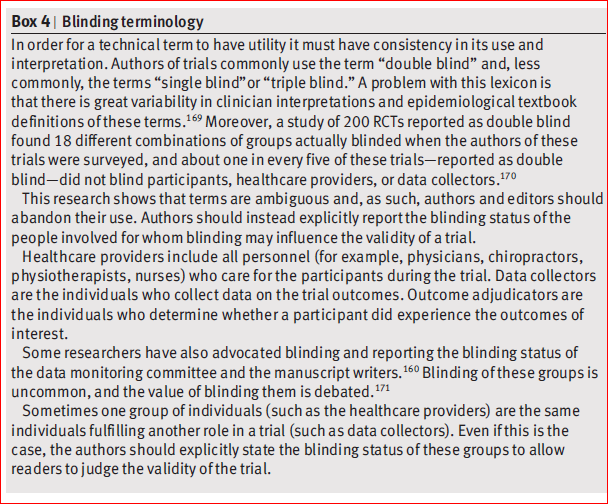 Box 4 | Blinding terminology
In order for a technical term to have utility it must have consistency in its use and
interpretation. Authors of trials commonly use the term “double blind” and, less
commonly, the terms “single blind”or “triple blind.” A problem with this lexicon is
that there is great variability in clinician interpretations and epidemiological textbook
definitions of these terms.169 Moreover, a study of 200 RCTs reported as double blind
found 18 different combinations of groups actually blinded when the authors of these
trials were surveyed, and about one in every five of these trials—reported as double
blind—did not blind participants, healthcare providers, or data collectors.170
This research shows that terms are ambiguous and, as such, authors and editors should
abandon their use. Authors should instead explicitly report the blinding status of the
people involved for whom blinding may influence the validity of a trial.
Healthcare providers include all personnel (for example, physicians, chiropractors,
physiotherapists, nurses) who care for the participants during the trial. Data collectors
are the individuals who collect data on the trial outcomes. Outcome adjudicators are
the individuals who determine whether a participant did experience the outcomes of
interest.
Some researchers have also advocated blinding and reporting the blinding status of
the data monitoring committee and the manuscript writers.160 Blinding of these groups is
uncommon, and the value of blinding them is debated.171
Sometimes one group of individuals (such as the healthcare providers) are the same
individuals fulfilling another role in a trial (such as data collectors). Even if this is the
case, the authors should explicitly state the blinding status of these groups to allow
readers to judge the validity of the trial.